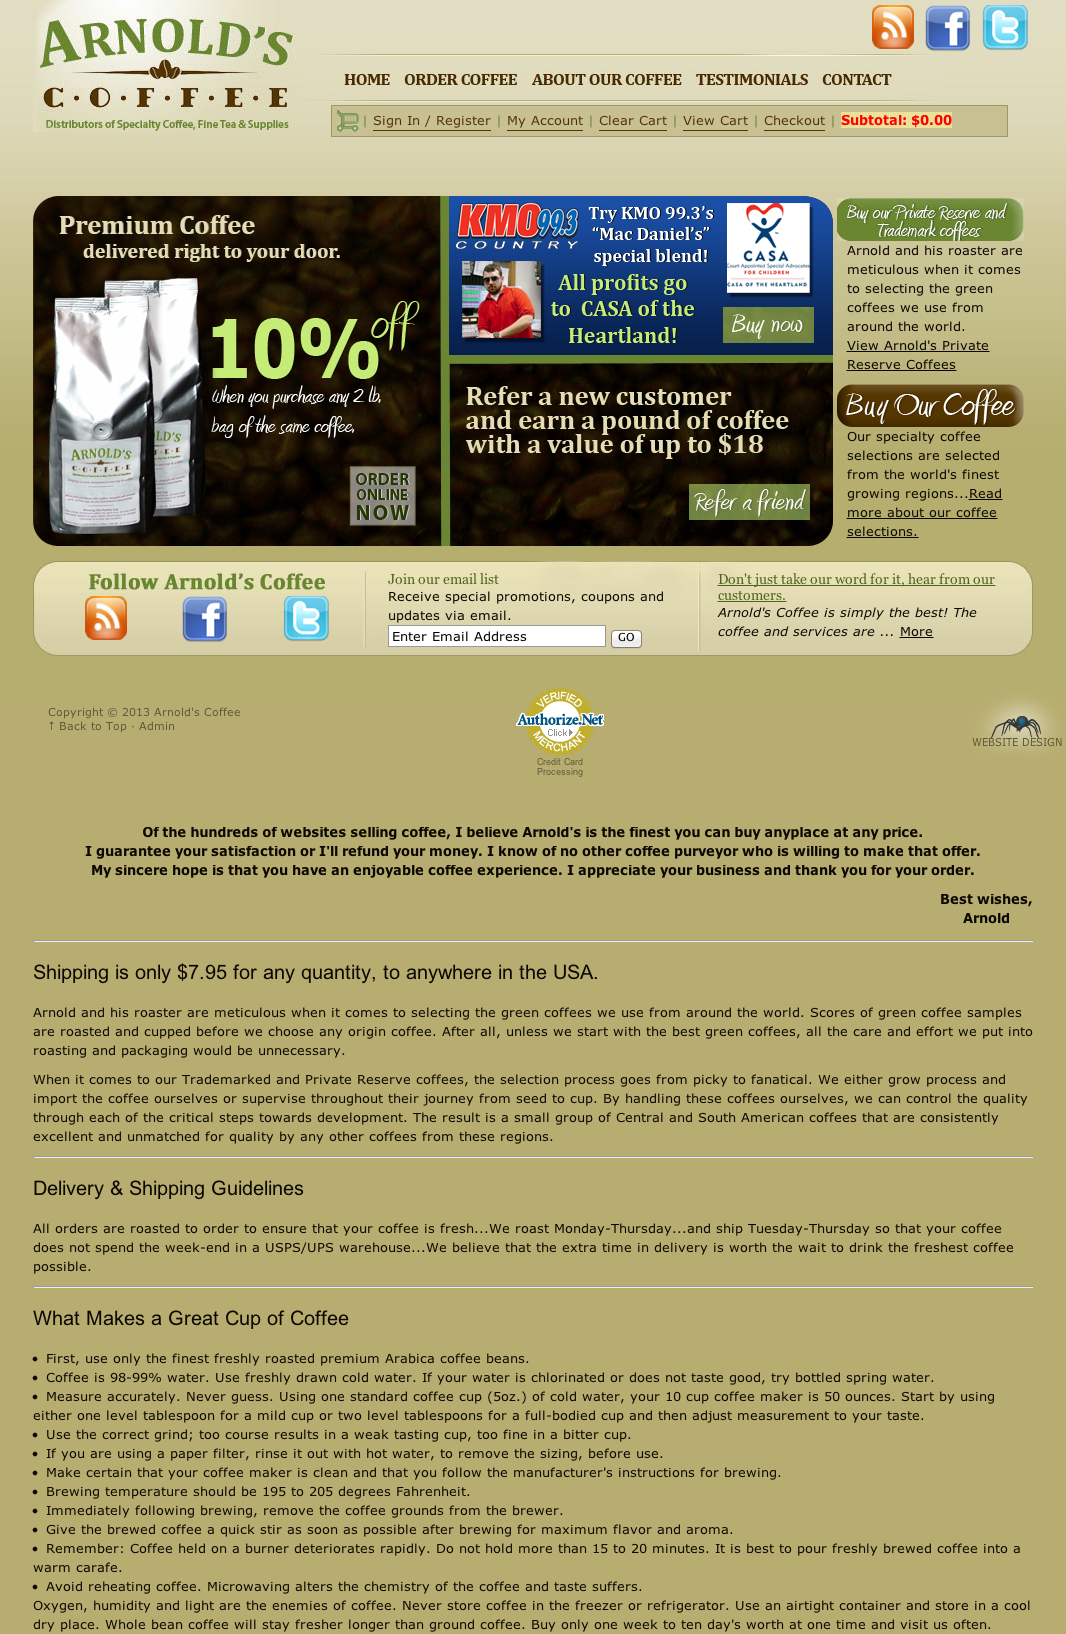 ARNOLD'S
C·O·F·F·E·E
Distributors of Specialty Coffee, Fine Tea & Supplies
HOME ORDER COFFEE ABOUT OUR COFFEE TESTIMONIALS CONTACT
| Sign In / Register | My Account | Clear Cart | View Cart | Checkout | Subtotal: $0.00
Premium Coffee
delivered right to your door.
10% off
When you purchase any 2 lb.
bag of the same coffee.
ARNOLD'S
COFFEE
ORDER
ONLINE
NOW
KMO 99.3
COUNTRY
Try KMO 99.3's
"Mac Daniel's"
special blend!
All profits go
to CASA of the
Heartland!
CASA
Court Appointed Special Advocates
FOR CHILDREN
CASA OF THE HEARTLAND
Buy now
Refer a new customer
and earn a pound of coffee
with a value of up to $18
Refer a friend
Buy our Private Reserve and
Trademark coffees
Arnold and his roaster are
meticulous when it comes
to selecting the green
coffees we use from
around the world.
View Arnold's Private
Reserve Coffees
Buy Our Coffee
Our specialty coffee
selections are selected
from the world's finest
growing regions...Read
more about our coffee
selections.
Follow Arnold's Coffee
Join our email list
Receive special promotions, coupons and
updates via email.
Enter Email Address
GO
Don't just take our word for it, hear from our
customers.
Arnold's Coffee is simply the best! The
coffee and services are ... More
Copyright © 2013 Arnold's Coffee
↑ Back to Top · Admin
VERIFIED
Authorize.Net
Click
MERCHANT
Credit Card
Processing
WEBSITE DESIGN
Of the hundreds of websites selling coffee, I believe Arnold's is the finest you can buy anyplace at any price.
I guarantee your satisfaction or I'll refund your money. I know of no other coffee purveyor who is willing to make that offer.
My sincere hope is that you have an enjoyable coffee experience. I appreciate your business and thank you for your order.
Best wishes,
Arnold
Shipping is only $7.95 for any quantity, to anywhere in the USA.
Arnold and his roaster are meticulous when it comes to selecting the green coffees we use from around the world. Scores of green coffee samples
are roasted and cupped before we choose any origin coffee. After all, unless we start with the best green coffees, all the care and effort we put into
roasting and packaging would be unnecessary.
When it comes to our Trademarked and Private Reserve coffees, the selection process goes from picky to fanatical. We either grow process and
import the coffee ourselves or supervise throughout their journey from seed to cup. By handling these coffees ourselves, we can control the quality
through each of the critical steps towards development. The result is a small group of Central and South American coffees that are consistently
excellent and unmatched for quality by any other coffees from these regions.
Delivery & Shipping Guidelines
All orders are roasted to order to ensure that your coffee is fresh...We roast Monday-Thursday...and ship Tuesday-Thursday so that your coffee
does not spend the week-end in a USPS/UPS warehouse...We believe that the extra time in delivery is worth the wait to drink the freshest coffee
possible.
What Makes a Great Cup of Coffee
• First, use only the finest freshly roasted premium Arabica coffee beans.
• Coffee is 98-99% water. Use freshly drawn cold water. If your water is chlorinated or does not taste good, try bottled spring water.
• Measure accurately. Never guess. Using one standard coffee cup (5oz.) of cold water, your 10 cup coffee maker is 50 ounces. Start by using
either one level tablespoon for a mild cup or two level tablespoons for a full-bodied cup and then adjust measurement to your taste.
• Use the correct grind; too course results in a weak tasting cup, too fine in a bitter cup.
• If you are using a paper filter, rinse it out with hot water, to remove the sizing, before use.
• Make certain that your coffee maker is clean and that you follow the manufacturer's instructions for brewing.
• Brewing temperature should be 195 to 205 degrees Fahrenheit.
• Immediately following brewing, remove the coffee grounds from the brewer.
• Give the brewed coffee a quick stir as soon as possible after brewing for maximum flavor and aroma.
• Remember: Coffee held on a burner deteriorates rapidly. Do not hold more than 15 to 20 minutes. It is best to pour freshly brewed coffee into a
warm carafe.
• Avoid reheating coffee. Microwaving alters the chemistry of the coffee and taste suffers.
Oxygen, humidity and light are the enemies of coffee. Never store coffee in the freezer or refrigerator. Use an airtight container and store in a cool
dry place. Whole bean coffee will stay fresher longer than ground coffee. Buy only one week to ten day's worth at one time and visit us often.